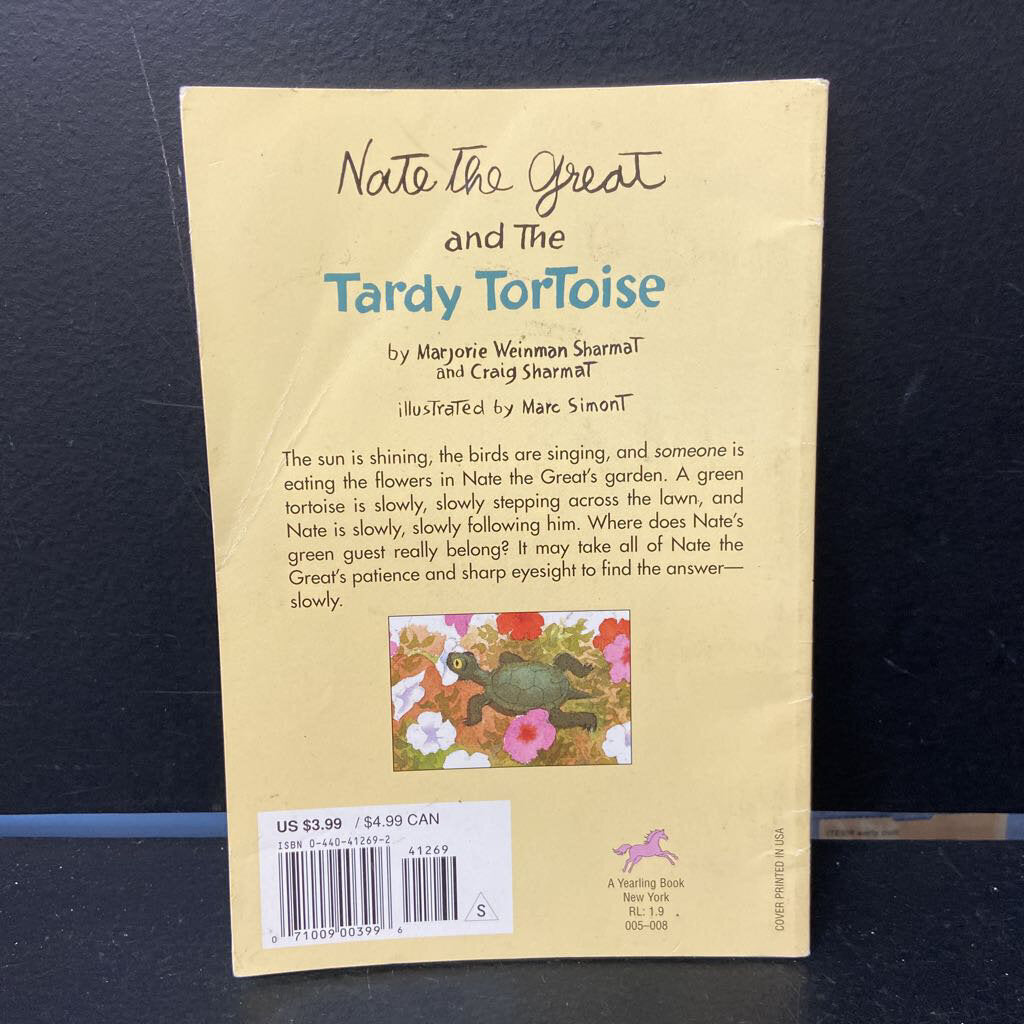 Nate the Great
and The
Tardy TorToise
by Marjorie Weinman Sharmat
and Craig Sharmat
illustrated by Marc Simont
The sun is shining, the birds are singing, and someone is
eating the flowers in Nate the Great's garden. A green
tortoise is slowly, slowly stepping across the lawn, and
Nate is slowly, slowly following him. Where does Nate's
green guest really belong? It may take all of Nate the
Great's patience and sharp eyesight to find the answer—
slowly.
US $3.99 / $4.99 CAN
ISBN 0-440-41269-2
41269
S
0 71009 00399 6
A Yearling Book
New York
RL: 1.9
005–008
COVER PRINTED IN USA